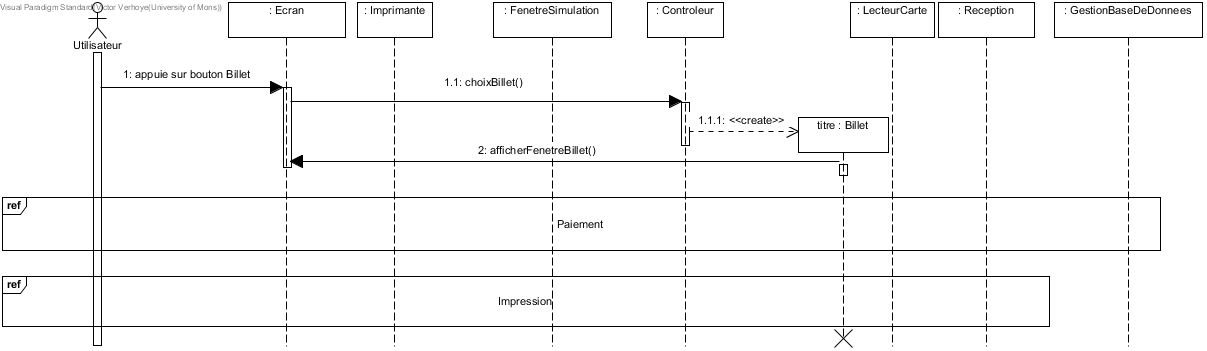 Visual Paradigm Standard(Victor Verhoye(University of Mons))
: Ecran
: Imprimante
: FenetreSimulation
: Controleur
: LecteurCarte
: Reception
: GestionBaseDeDonnees
Utilisateur
1: appuie sur bouton Billet
1.1: choixBillet()
1.1.1: <<create>>
titre : Billet
2: afficherFenetreBillet()
ref
Paiement
ref
Impression